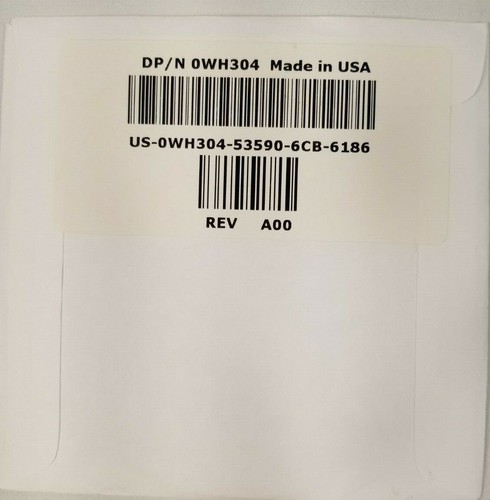 DP/N 0WH304 Made in USA
US-0WH304-53590-6CB-6186
REV A00